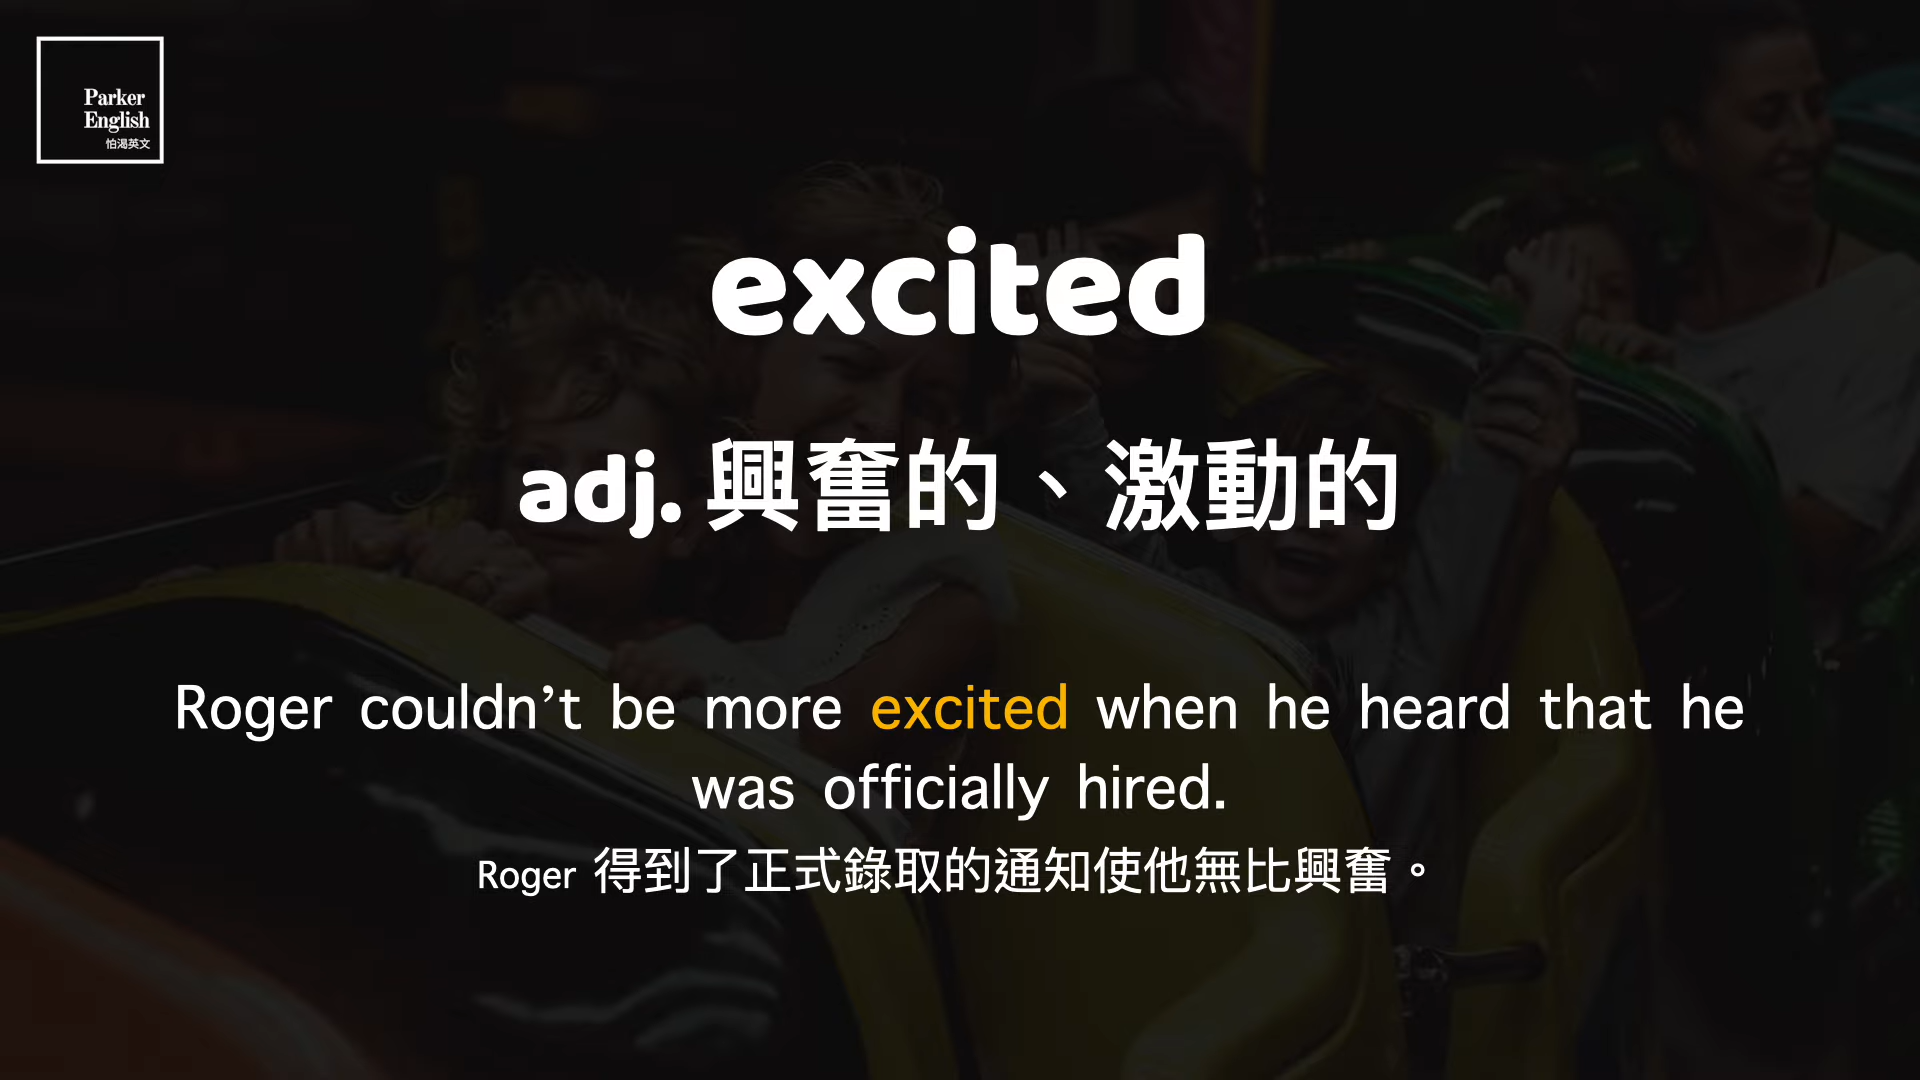 Parker
English
怕渴英文
excited
adj. 興奮的、激動的
Roger couldn’t be more excited when he heard that he
was officially hired.
Roger 得到了正式錄取的通知使他無比興奮。